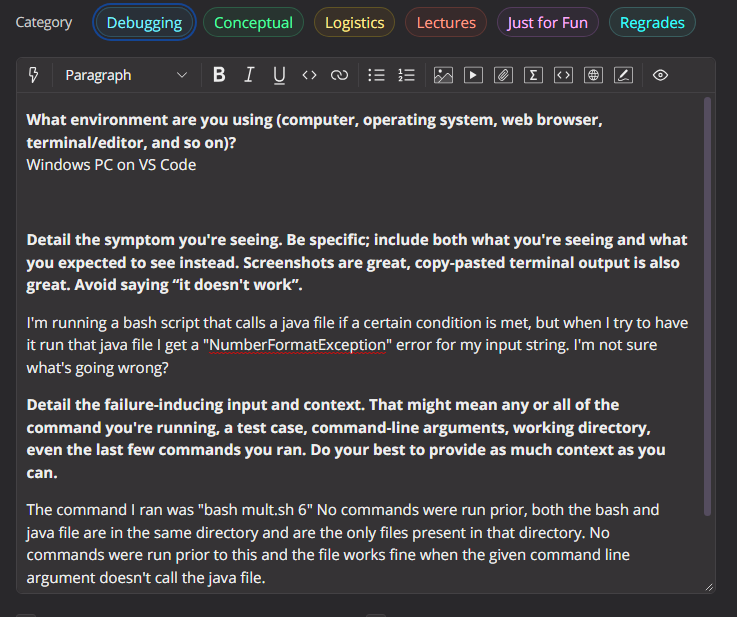 Category Debugging Conceptual Logistics Lectures Just for Fun Regrades
Paragraph B I U
What environment are you using (computer, operating system, web browser,
terminal/editor, and so on)?
Windows PC on VS Code
Detail the symptom you're seeing. Be specific; include both what you're seeing and what
you expected to see instead. Screenshots are great, copy-pasted terminal output is also
great. Avoid saying “it doesn't work”.
I'm running a bash script that calls a java file if a certain condition is met, but when I try to have
it run that java file I get a "NumberFormatException" error for my input string. I'm not sure
what's going wrong?
Detail the failure-inducing input and context. That might mean any or all of the
command you're running, a test case, command-line arguments, working directory,
even the last few commands you ran. Do your best to provide as much context as you
can.
The command I ran was "bash mult.sh 6" No commands were run prior, both the bash and
java file are in the same directory and are the only files present in that directory. No
commands were run prior to this and the file works fine when the given command line
argument doesn't call the java file.